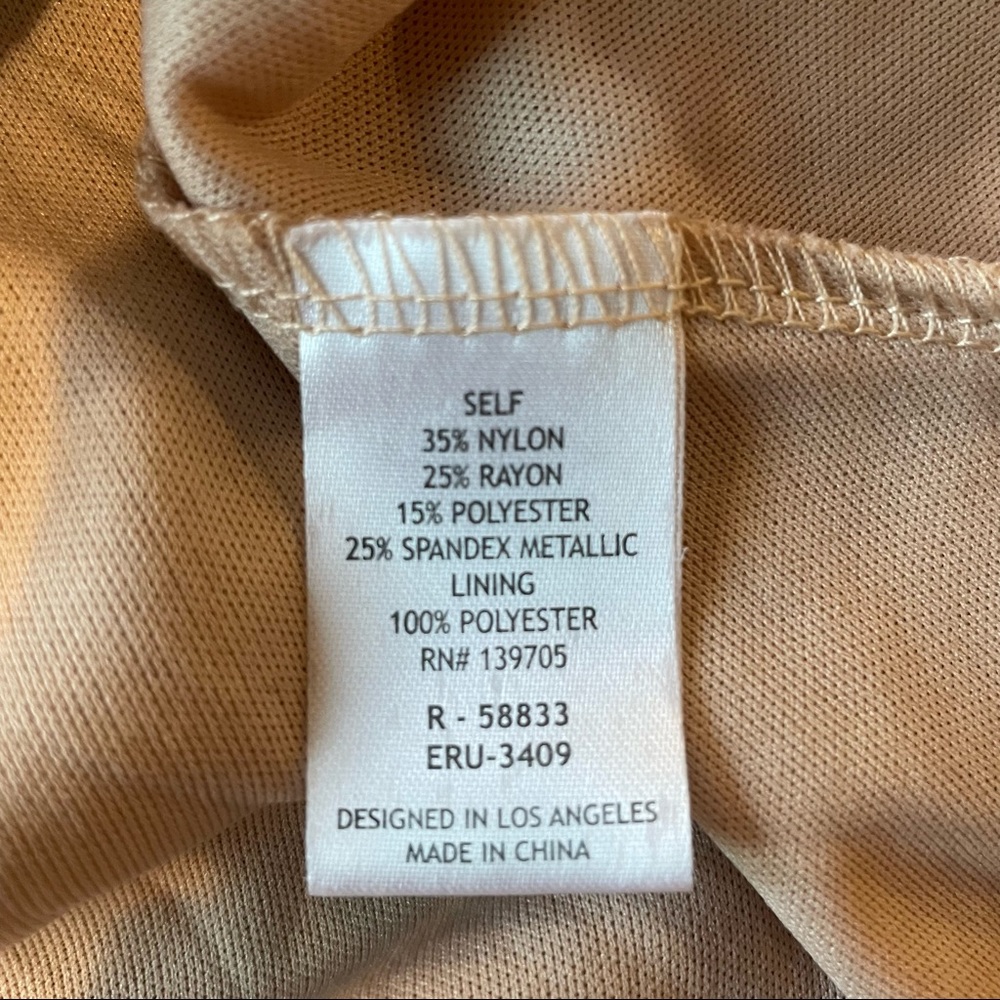 SELF
35% NYLON
25% RAYON
15% POLYESTER
25% SPANDEX METALLIC
LINING
100% POLYESTER
RN# 139705
R - 58833
ERU-3409
DESIGNED IN LOS ANGELES
MADE IN CHINA